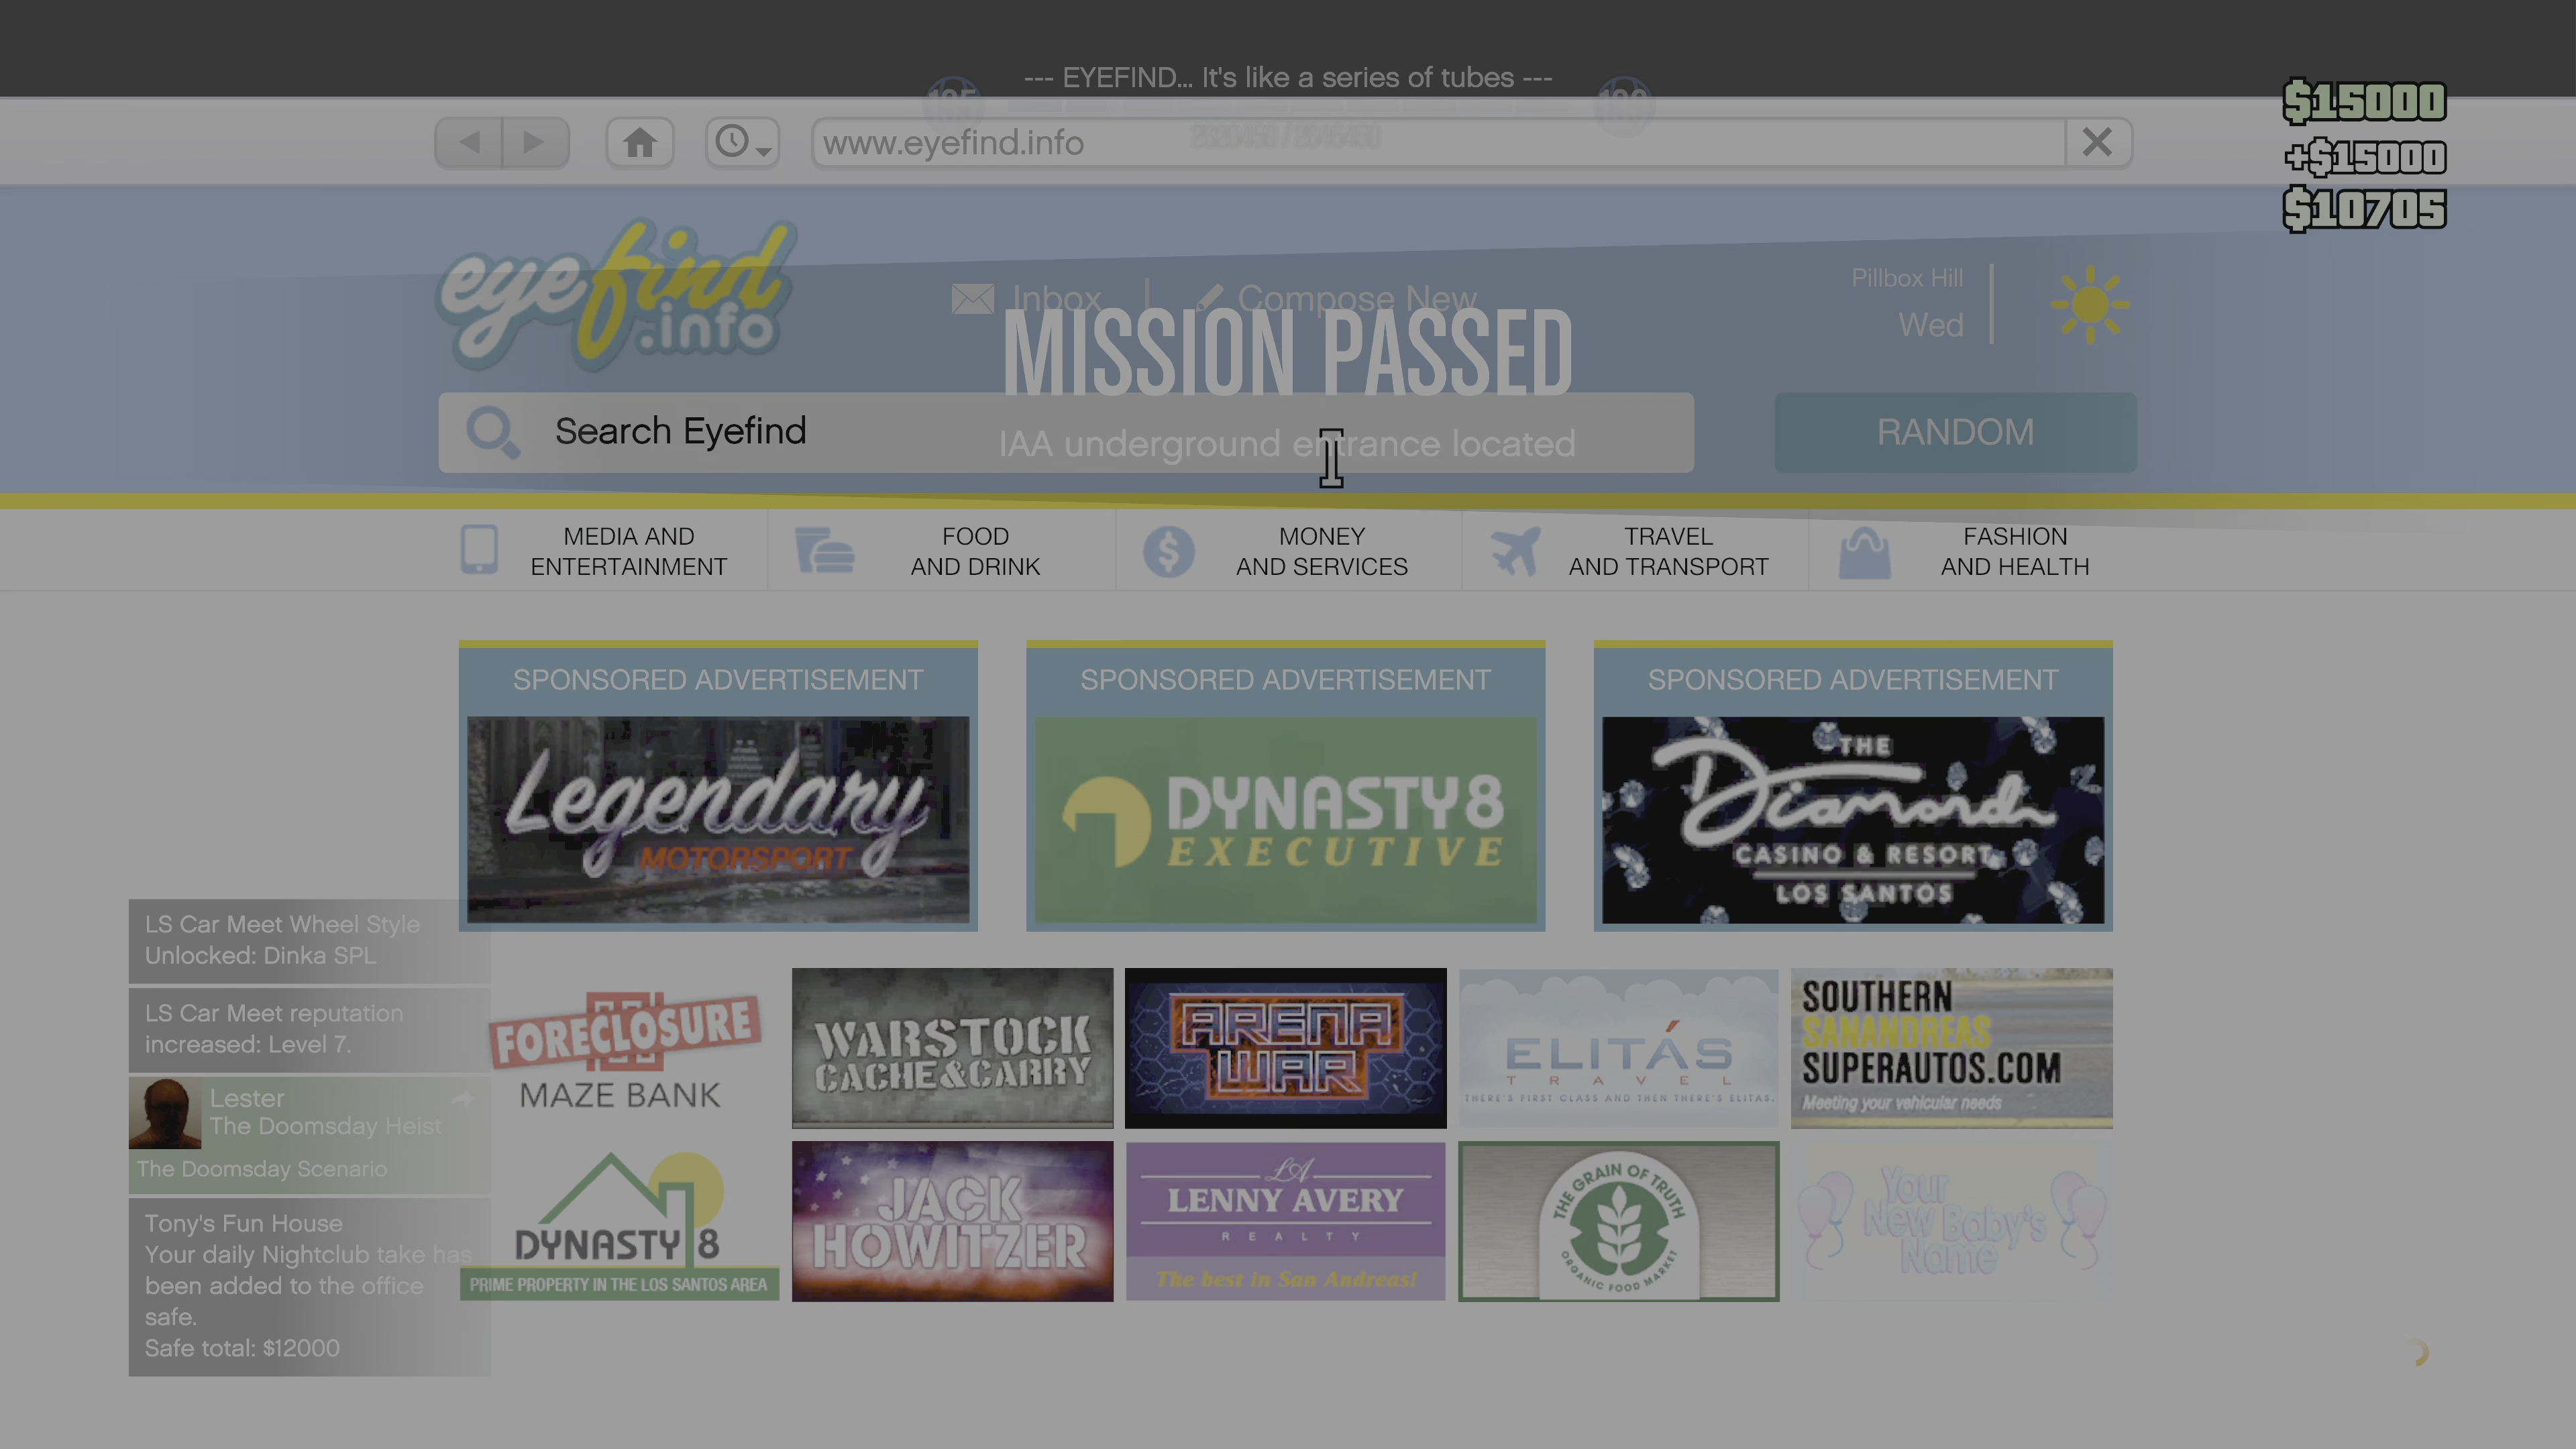 --- EYEFIND... It's like a series of tubes ---
www.eyefind.info
$15000
+$15000
$10705
eyefind
.info
Inbox
Compose New
Pillbox Hill
Wed
MISSION PASSED
Search Eyefind
IAA underground entrance located
RANDOM
MEDIA AND
ENTERTAINMENT
FOOD
AND DRINK
MONEY
AND SERVICES
TRAVEL
AND TRANSPORT
FASHION
AND HEALTH
SPONSORED ADVERTISEMENT
Legendary
MOTORSPORT
SPONSORED ADVERTISEMENT
DYNASTY8
EXECUTIVE
SPONSORED ADVERTISEMENT
THE
Diamond
CASINO & RESORT
LOS SANTOS
LS Car Meet Wheel Style
Unlocked: Dinka SPL
LS Car Meet reputation
increased: Level 7.
Lester
The Doomsday Heist
The Doomsday Scenario
Tony's Fun House
Your daily Nightclub take has
been added to the office
safe.
Safe total: $12000
FORECLOSURE
MAZE BANK
WARSTOCK
CACHE&CARRY
ARENA
WAR
ELITÁS
TRAVEL
THERE'S FIRST CLASS AND THEN THERE'S ELITAS.
SOUTHERN
SANANDREAS
SUPERAUTOS.COM
Meeting your vehicular needs
DYNASTY 8
PRIME PROPERTY IN THE LOS SANTOS AREA
JACK
HOWITZER
LA
LENNY AVERY
REALTY
The best in San Andreas!
THE GRAIN OF TRUTH
ORGANIC FOOD MARKET
Your
New Baby's
Name